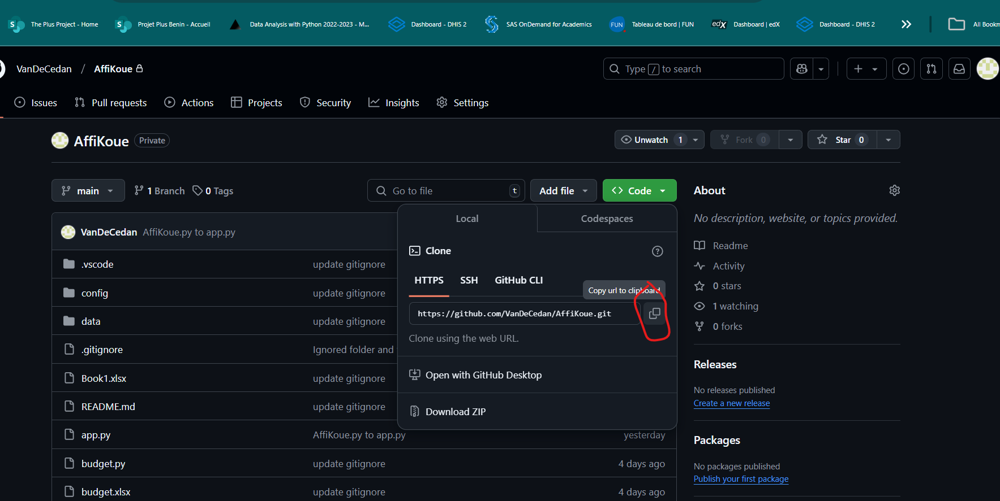 The Plus Project - Home
Projet Plus Benin - Accueil
Data Analysis with Python 2022-2023 - M...
Dashboard - DHIS 2
SAS OnDemand for Academics
FUN
Tableau de bord | FUN
edX
Dashboard | edX
Dashboard - DHIS 2
All Bookm
VanDeCedan / AffiKoue
Type / to search
Issues
Pull requests
Actions
Projects
Security
Insights
Settings
AffiKoue
Private
Unwatch 1
Fork 0
Star 0
main
1 Branch
0 Tags
Go to file
t
Add file
Code
VanDeCedan AffiKoue.py to app.py
.vscode
update gitignore
config
update gitignore
data
update gitignore
.gitignore
Ignored folder and
Book1.xlsx
update gitignore
README.md
update gitignore
app.py
AffiKoue.py to app.py
yesterday
budget.py
update gitignore
4 days ago
budget.xlsx
update gitignore
4 days ago
Local
Codespaces
Clone
HTTPS
SSH
GitHub CLI
Copy url to clipboard
https://github.com/VanDeCedan/AffiKoue.git
Clone using the web URL.
Open with GitHub Desktop
Download ZIP
About
No description, website, or topics provided.
Readme
Activity
0 stars
1 watching
0 forks
Releases
No releases published
Create a new release
Packages
No packages published
Publish your first package